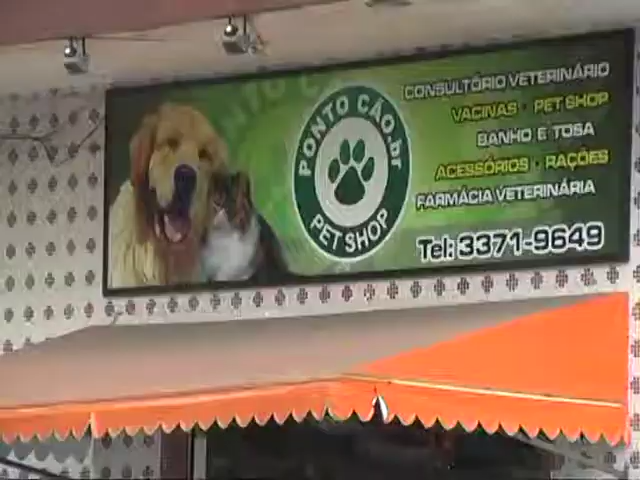 PONTO CÃO.br
PET SHOP
CONSULTÓRIO VETERINÁRIO
VACINAS - PET SHOP
BANHO E TOSA
ACESSÓRIOS - RAÇÕES
FARMÁCIA VETERINÁRIA
Tel: 3371-9649